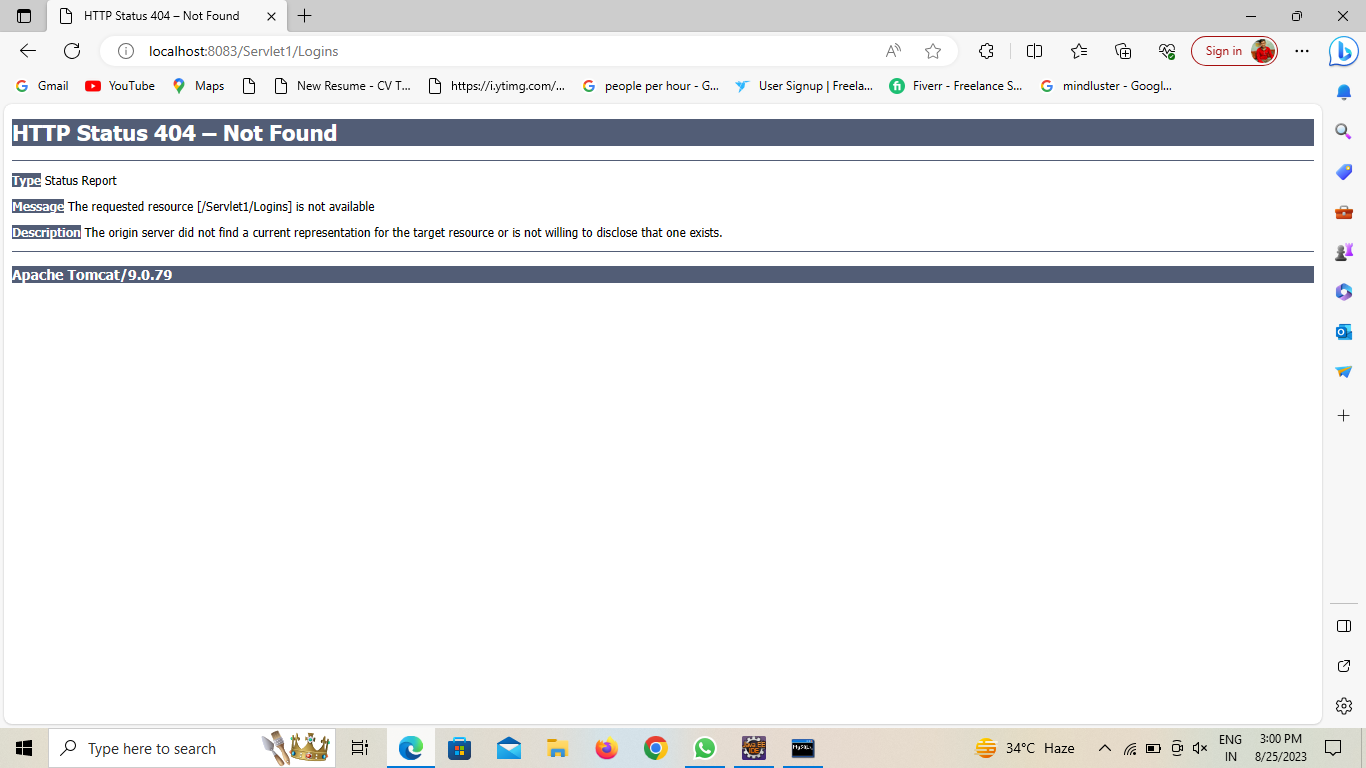 HTTP Status 404 – Not Found
localhost:8083/Servlet1/Logins
Sign in
Gmail
YouTube
Maps
New Resume - CV T...
https://i.ytimg.com/...
people per hour - G...
User Signup | Freela...
Fiverr - Freelance S...
mindluster - Googl...
HTTP Status 404 – Not Found
Type Status Report
Message The requested resource [/Servlet1/Logins] is not available
Description The origin server did not find a current representation for the target resource or is not willing to disclose that one exists.
Apache Tomcat/9.0.79
Type here to search
34°C Haze
ENG
IN
3:00 PM
8/25/2023